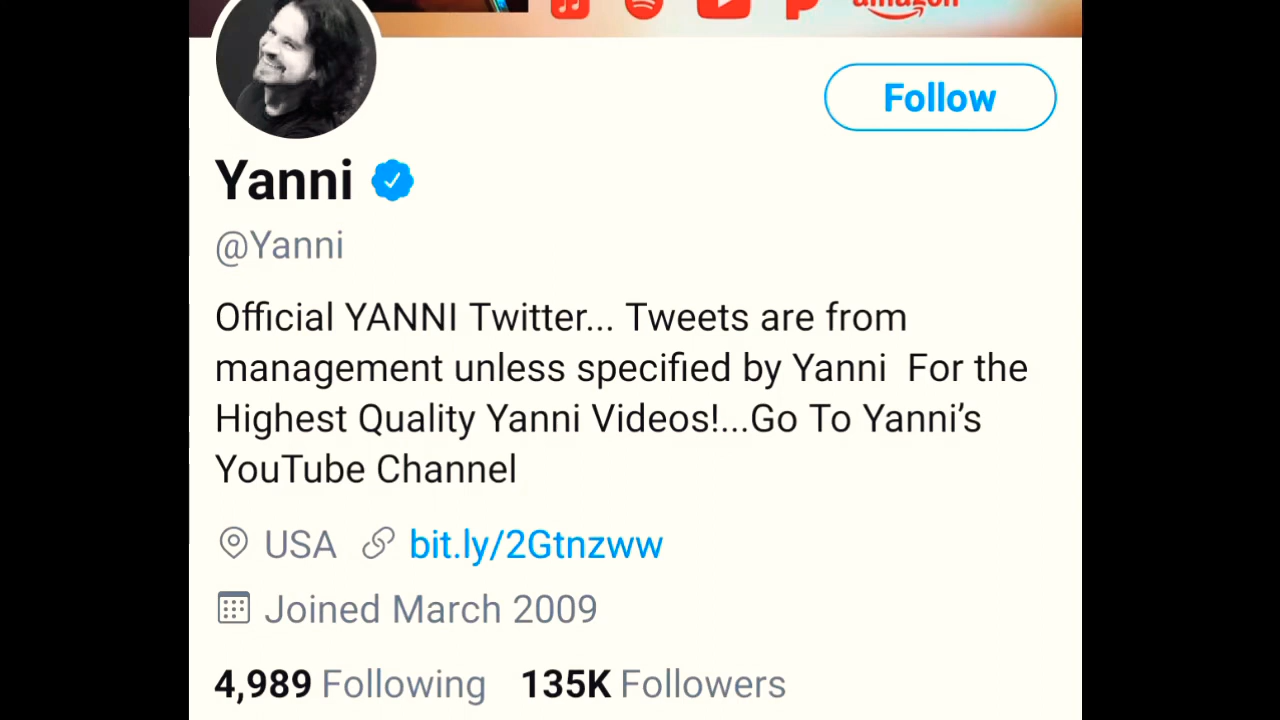 amazon
Follow
Yanni
@Yanni
Official YANNI Twitter... Tweets are from
management unless specified by Yanni  For the
Highest Quality Yanni Videos!...Go To Yanni’s
YouTube Channel
USA bit.ly/2Gtnzww
Joined March 2009
4,989 Following 135K Followers